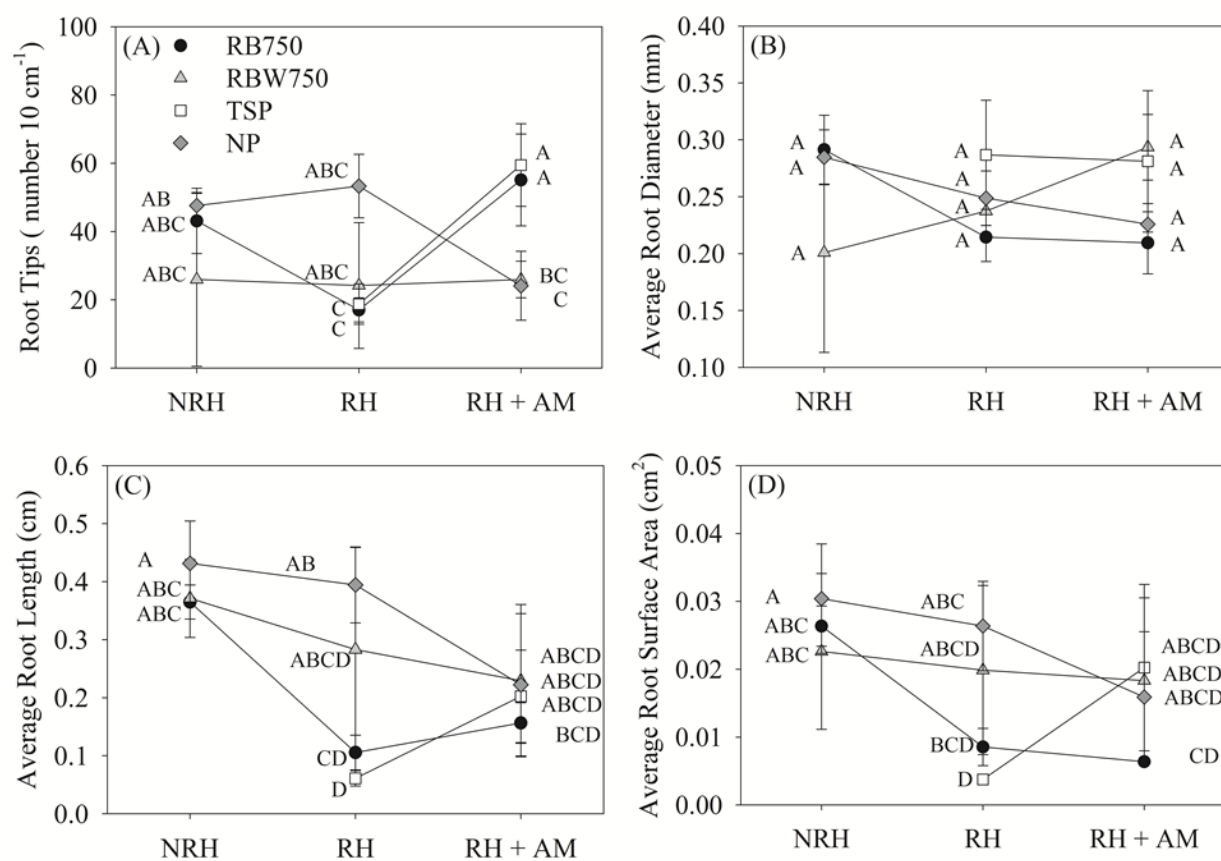 (A)
RB750
RBW750
TSP
NP
Root Tips ( number 10 cm⁻¹)
100
80
60
40
20
0
AB
ABC
ABC
ABC
ABC
C
C
A
A
BC
C
NRH
RH
RH + AM
(B)
Average Root Diameter (mm)
0.40
0.30
0.25
0.20
0.10
A
A
A
A
A
A
A
A
A
A
A
NRH
RH
RH + AM
(C)
Average Root Length (cm)
0.6
0.5
0.4
0.3
0.2
0.1
0.0
A
ABC
ABC
AB
ABCD
CD
D
ABCD
ABCD
ABCD
BCD
NRH
RH
RH + AM
(D)
Average Root Surface Area (cm²)
0.05
0.04
0.03
0.02
0.01
0.00
A
ABC
ABC
ABC
ABCD
BCD
D
ABCD
ABCD
ABCD
CD
NRH
RH
RH + AM